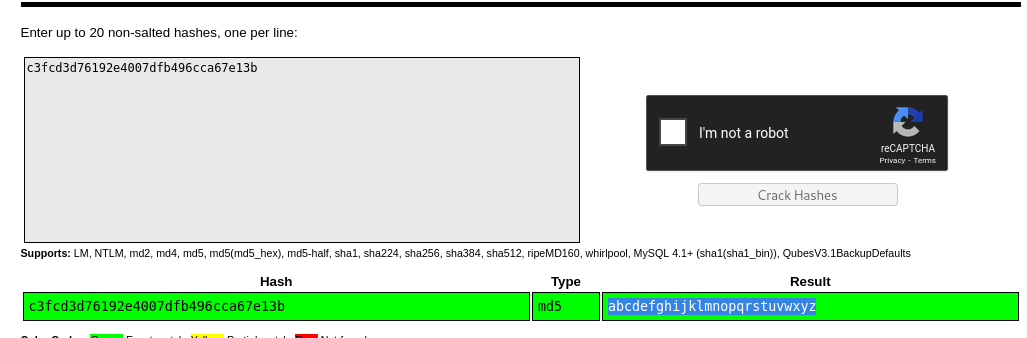 Enter up to 20 non-salted hashes, one per line:
c3fcd3d76192e4007dfb496cca67e13b
I'm not a robot
reCAPTCHA
Privacy - Terms
Crack Hashes
Supports: LM, NTLM, md2, md4, md5, md5(md5_hex), md5-half, sha1, sha224, sha256, sha384, sha512, ripeMD160, whirlpool, MySQL 4.1+ (sha1(sha1_bin)), QubesV3.1BackupDefaults
Hash Type Result
c3fcd3d76192e4007dfb496cca67e13b md5 abcdefghijklmnopqrstuvwxyz